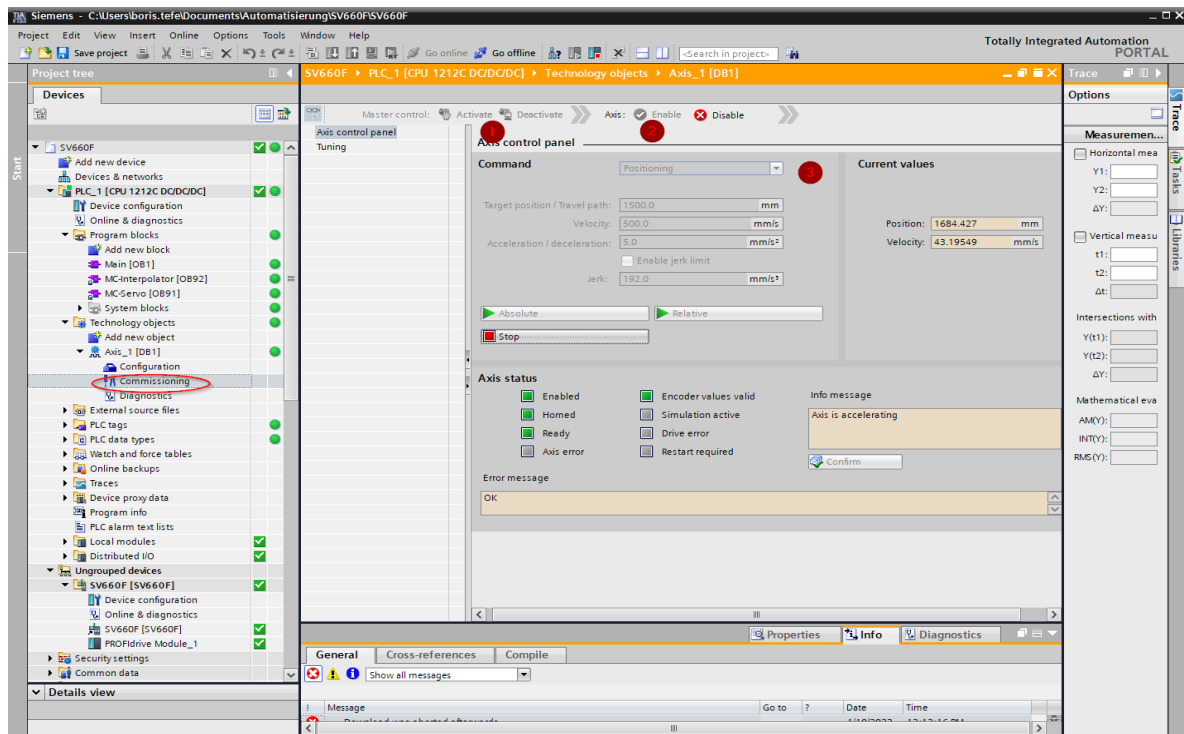 Siemens - C:\Users\boris.tefe\Documents\Automatisierung\SV660F\SV660F
Project Edit View Insert Online Options Tools Window Help
Totally Integrated Automation
PORTAL
Save project Go online Go offline <Search in project>
Project tree
Devices
Start
SV660F
Add new device
Devices & networks
PLC_1 [CPU 1212C DC/DC/DC]
Device configuration
Online & diagnostics
Program blocks
Add new block
Main [OB1]
MC-Interpolator [OB92]
MC-Servo [OB91]
System blocks
Technology objects
Add new object
Axis_1 [DB1]
Configuration
Commissioning
Diagnostics
External source files
PLC tags
PLC data types
Watch and force tables
Online backups
Traces
Device proxy data
Program info
PLC alarm text lists
Local modules
Distributed I/O
Ungrouped devices
SV660F [SV660F]
Device configuration
Online & diagnostics
SV660F [SV660F]
PROFIdrive Module_1
Security settings
Common data
Details view
SV660F PLC_1 [CPU 1212C DC/DC/DC] Technology objects Axis_1 [DB1]
Master control: Activate Deactivate Axis: Enable Disable
1 2 3
Axis control panel
Tuning
Axis control panel
Command
Positioning
Target position / Travel path: 1500.0 mm
Velocity: 500.0 mm/s
Acceleration / deceleration: 5.0 mm/s²
Enable jerk limit
Jerk: 192.0 mm/s³
Absolute Relative
Stop
Current values
Position: 1684.427 mm
Velocity: 43.19549 mm/s
Axis status
Enabled
Homed
Ready
Axis error
Encoder values valid
Simulation active
Drive error
Restart required
Info message
Axis is accelerating
Confirm
Error message
OK
Properties Info Diagnostics
General Cross-references Compile
Show all messages
! Message Go to ? Date Time
Download was aborted afterwards 1/19/2023 12:12:16 PM
Trace
Options
Measuremen...
Horizontal mea
Y1:
Y2:
ΔY:
Vertical measu
t1:
t2:
Δt:
Intersections with
Y(t1):
Y(t2):
ΔY:
Mathematical eva
AM(Y):
INT(Y):
RMS(Y):
Trace
Tasks
Libraries